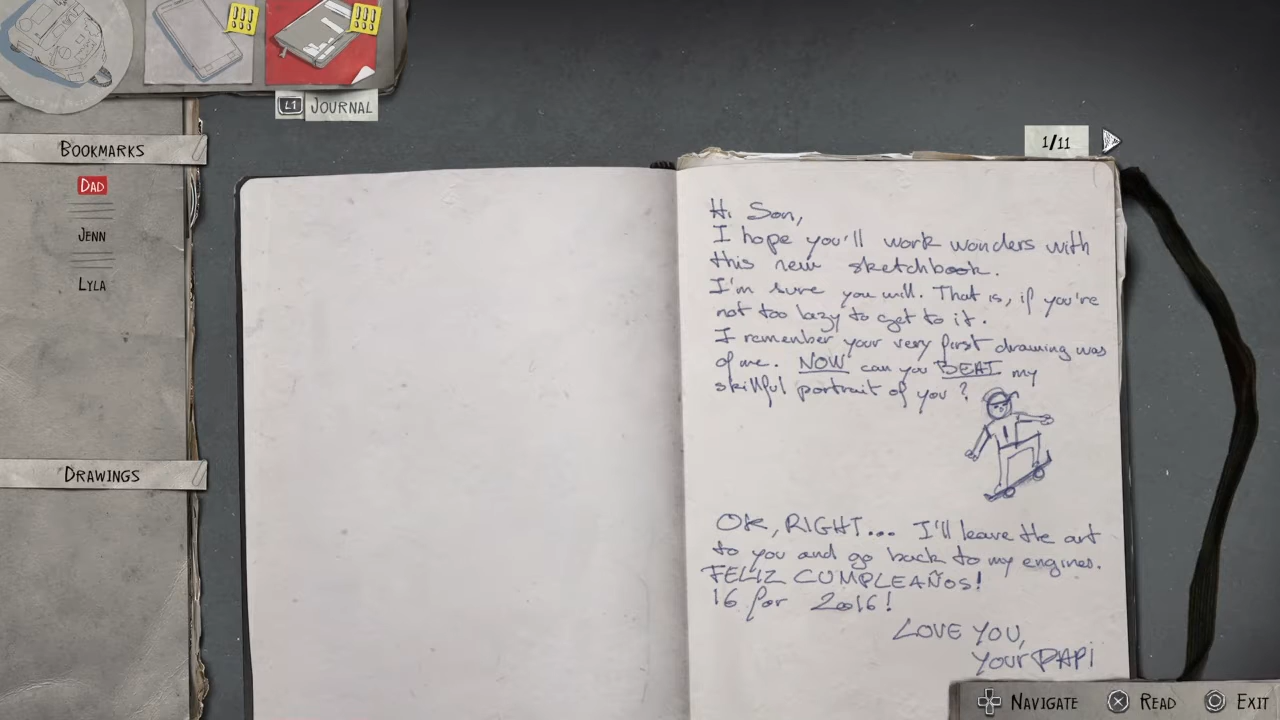 L1 JOURNAL
BOOKMARKS
DAD
JENN
LYLA
DRAWINGS
1/11
Hi Son,
I hope you'll work wonders with
this new sketchbook.
I'm sure you will. That is, if you're
not too lazy to get to it.
I remember your very first drawing was
of me. NOW can you BEAT my
skillful portrait of you?
OK, RIGHT... I'll leave the art
to you and go back to my engines.
FELIZ CUMPLEAÑOS!
16 for 2016!
LOVE YOU,
Your PAPI
NAVIGATE READ EXIT